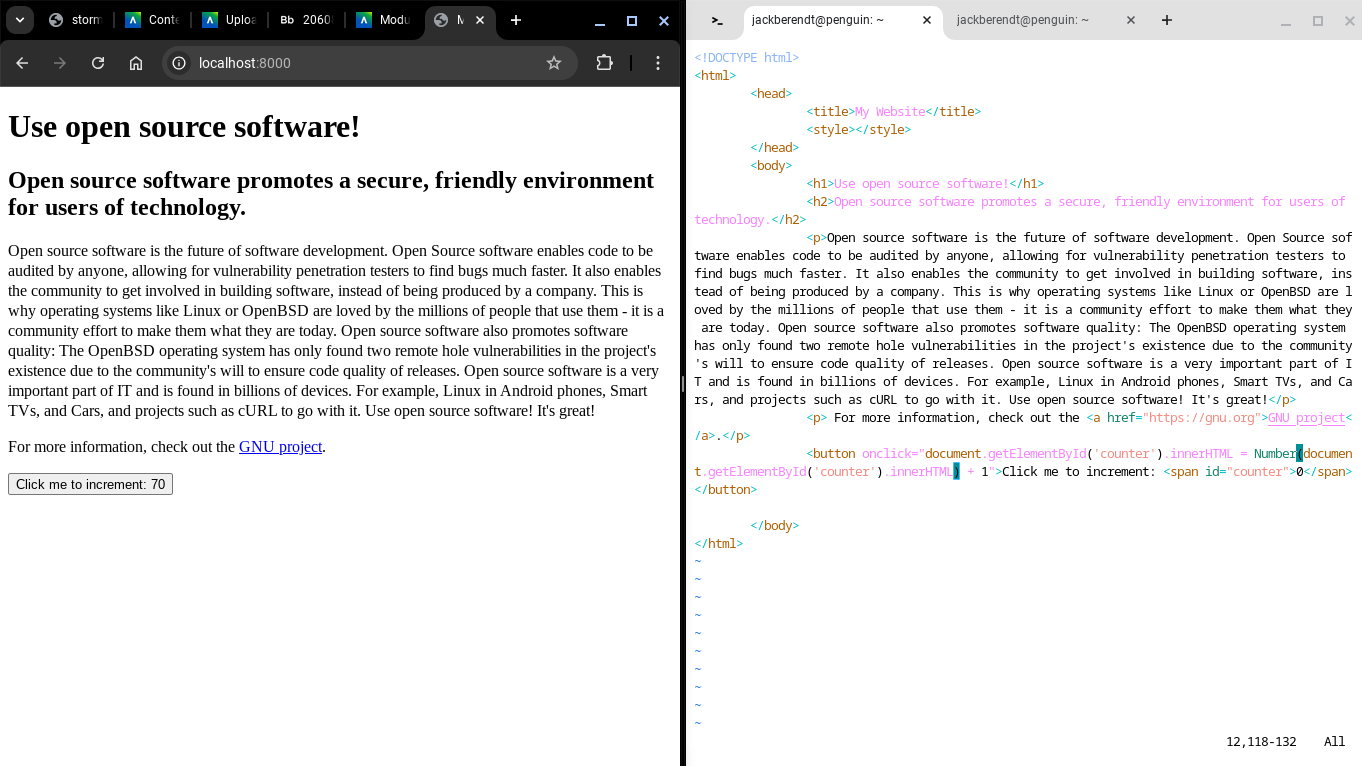 storm
Conte
Uploa
Bb 2060
Modu
M
localhost:8000
Use open source software!
Open source software promotes a secure, friendly environment
for users of technology.
Open source software is the future of software development. Open Source software enables code to be
audited by anyone, allowing for vulnerability penetration testers to find bugs much faster. It also enables
the community to get involved in building software, instead of being produced by a company. This is
why operating systems like Linux or OpenBSD are loved by the millions of people that use them - it is a
community effort to make them what they are today. Open source software also promotes software
quality: The OpenBSD operating system has only found two remote hole vulnerabilities in the project's
existence due to the community's will to ensure code quality of releases. Open source software is a very
important part of IT and is found in billions of devices. For example, Linux in Android phones, Smart
TVs, and Cars, and projects such as cURL to go with it. Use open source software! It's great!
For more information, check out the GNU project.
Click me to increment: 70
jackberendt@penguin: ~
jackberendt@penguin: ~
<!DOCTYPE html>
<html>
<head>
<title>My Website</title>
<style></style>
</head>
<body>
<h1>Use open source software!</h1>
<h2>Open source software promotes a secure, friendly environment for users of
technology.</h2>
<p>Open source software is the future of software development. Open Source sof
tware enables code to be audited by anyone, allowing for vulnerability penetration testers to
find bugs much faster. It also enables the community to get involved in building software, ins
tead of being produced by a company. This is why operating systems like Linux or OpenBSD are l
oved by the millions of people that use them - it is a community effort to make them what they
are today. Open source software also promotes software quality: The OpenBSD operating system
has only found two remote hole vulnerabilities in the project's existence due to the community
's will to ensure code quality of releases. Open source software is a very important part of I
T and is found in billions of devices. For example, Linux in Android phones, Smart TVs, and Ca
rs, and projects such as cURL to go with it. Use open source software! It's great!</p>
<p> For more information, check out the <a href="https://gnu.org">GNU project<
/a>.</p>
<button onclick="document.getElementById('counter').innerHTML = Number(documen
t.getElementById('counter').innerHTML) + 1">Click me to increment: <span id="counter">0</span>
</button>
</body>
</html>
~
~
~
~
~
~
~
~
~
~
12,118-132 All